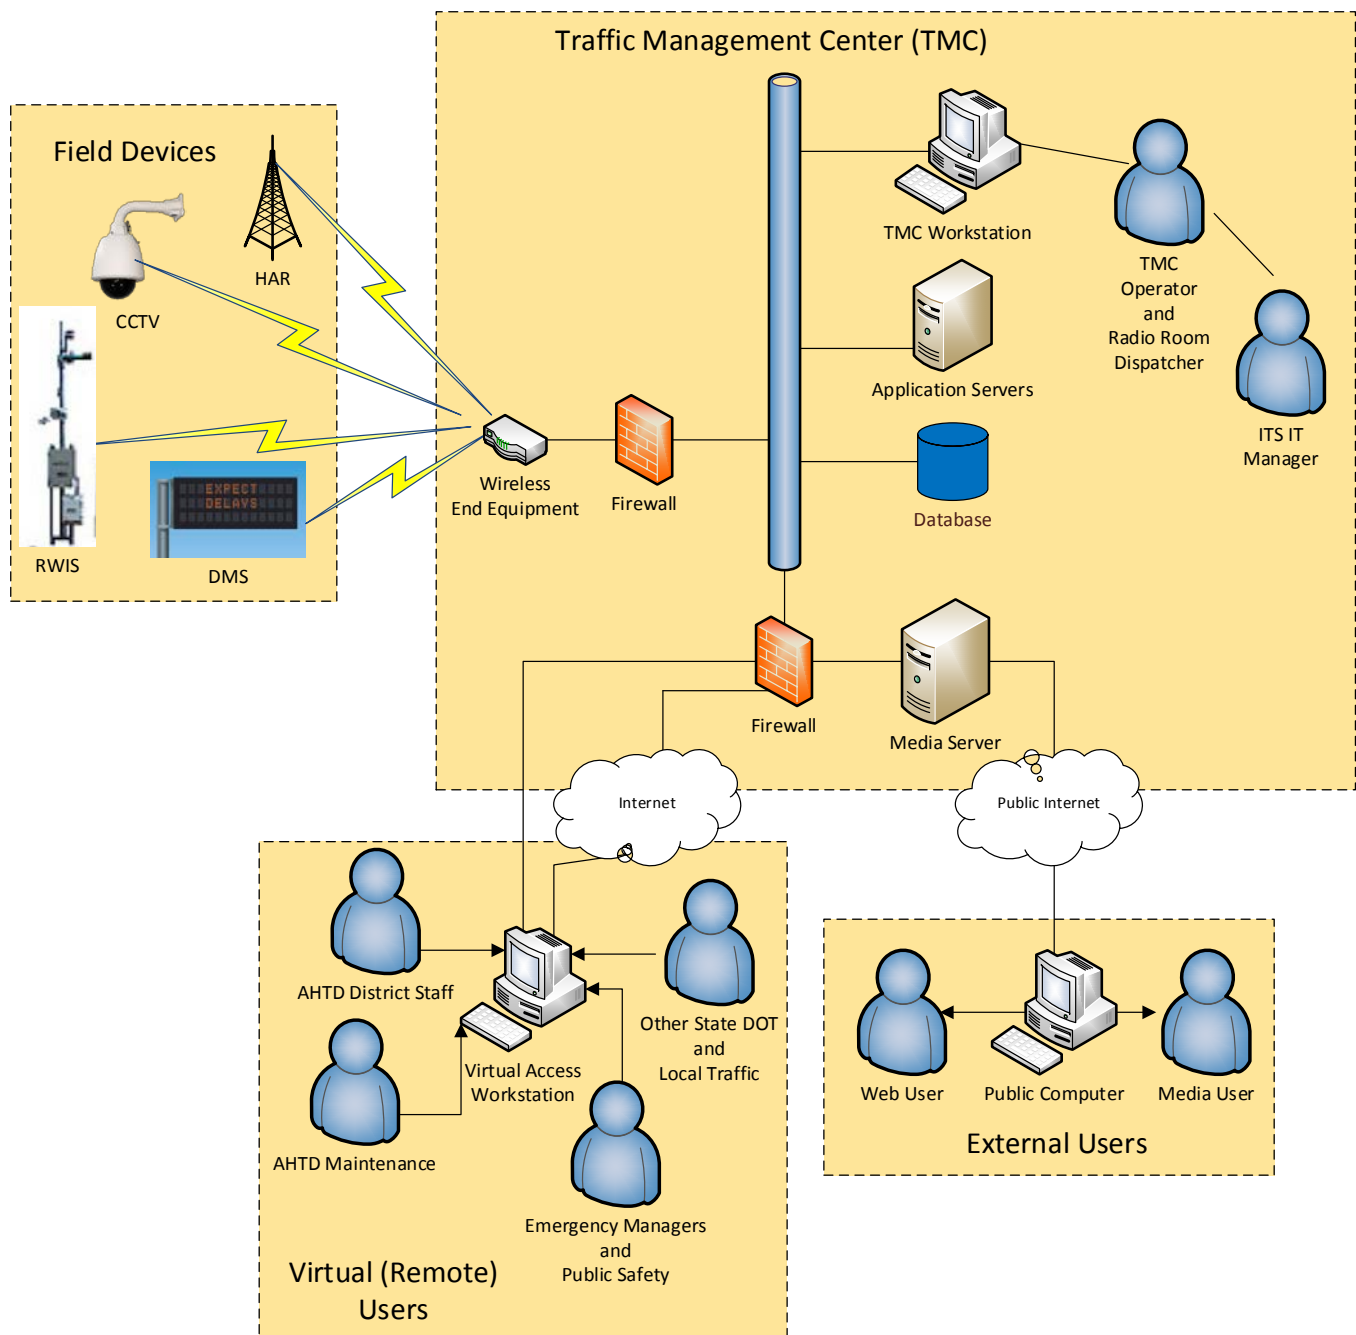 Traffic Management Center (TMC)
Field Devices
HAR
CCTV
RWIS
EXPECT
DELAYS
DMS
Wireless
End Equipment
Firewall
TMC Workstation
TMC
Operator
and
Radio Room
Dispatcher
Application Servers
ITS IT
Manager
Database
Firewall
Media Server
Internet
Public Internet
AHTD District Staff
Other State DOT
and
Local Traffic
Virtual Access
Workstation
AHTD Maintenance
Emergency Managers
and
Public Safety
Virtual (Remote)
Users
Web User
Public Computer
Media User
External Users